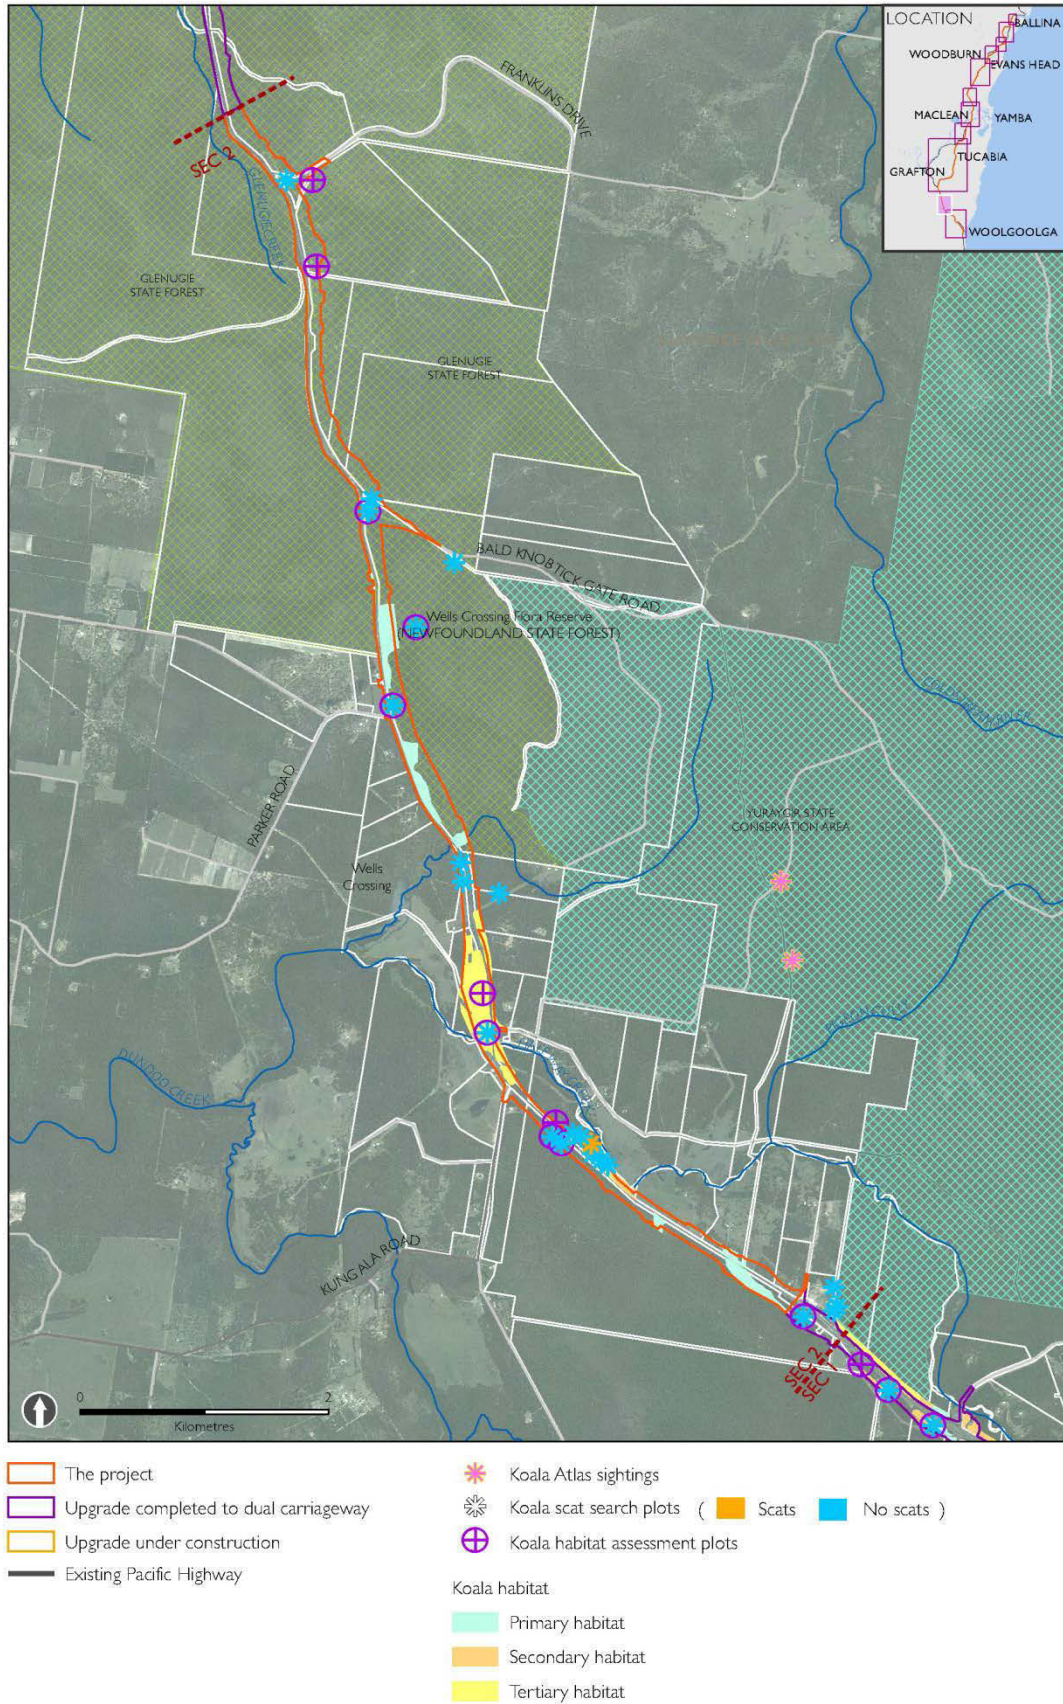 LOCATION
BALLINA
WOODBURN
EVANS HEAD
MACLEAN
YAMBA
TUCABIA
GRAFTON
WOOLGOOLGA
FRANKLINS DRIVE
SEC 2
GLENUGIE CREEK
GLENUGIE
STATE FOREST
GLENUGIE
STATE FOREST
BALD KNOB TICK GATE ROAD
Wells Crossing Flora Reserve
(NEWFOUNDLAND STATE FOREST)
PARKER ROAD
YURAYGIR STATE
CONSERVATION AREA
Wells
Crossing
DUNDOO CREEK
KUNGALA ROAD
SEC 2
SEC 1
0 2
Kilometres
The project
Upgrade completed to dual carriageway
Upgrade under construction
Existing Pacific Highway
Koala Atlas sightings
Koala scat search plots ( Scats No scats )
Koala habitat assessment plots
Koala habitat
Primary habitat
Secondary habitat
Tertiary habitat